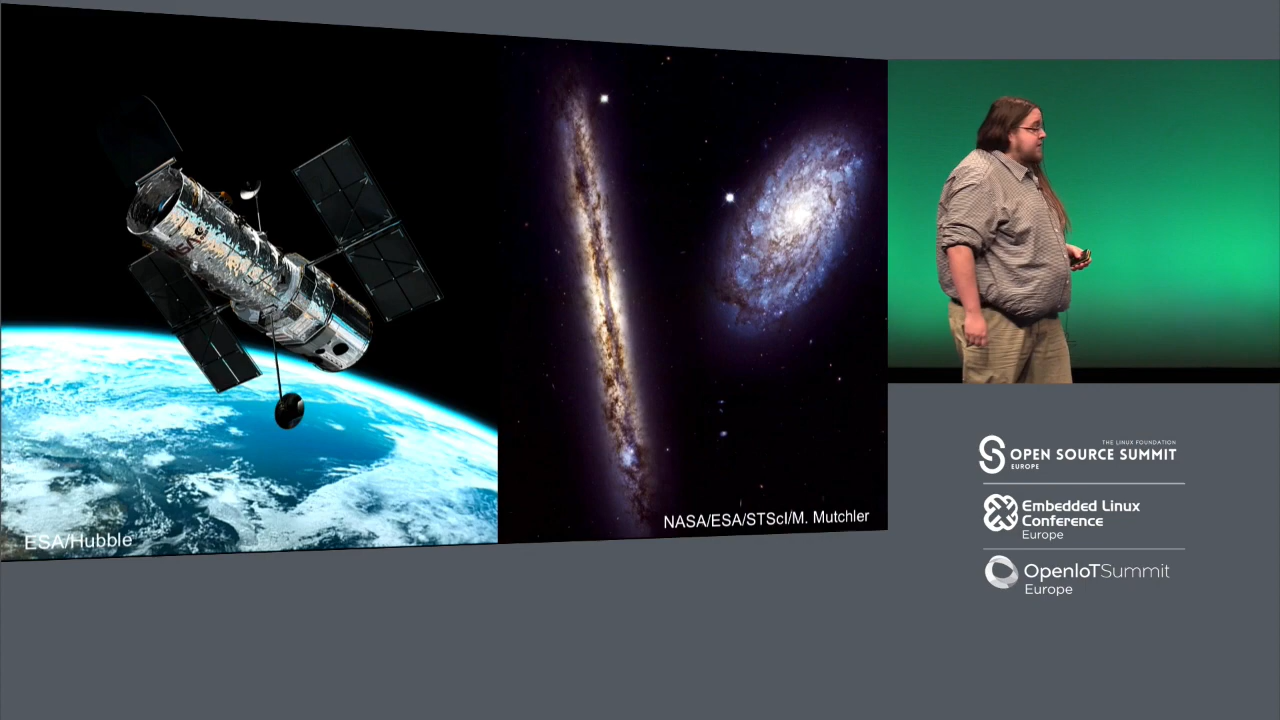 ESA/Hubble
NASA/ESA/STScI/M. Mutchler
THE LINUX FOUNDATION
OPEN SOURCE SUMMIT
EUROPE
Embedded Linux
Conference
Europe
OpenIoTSummit
Europe